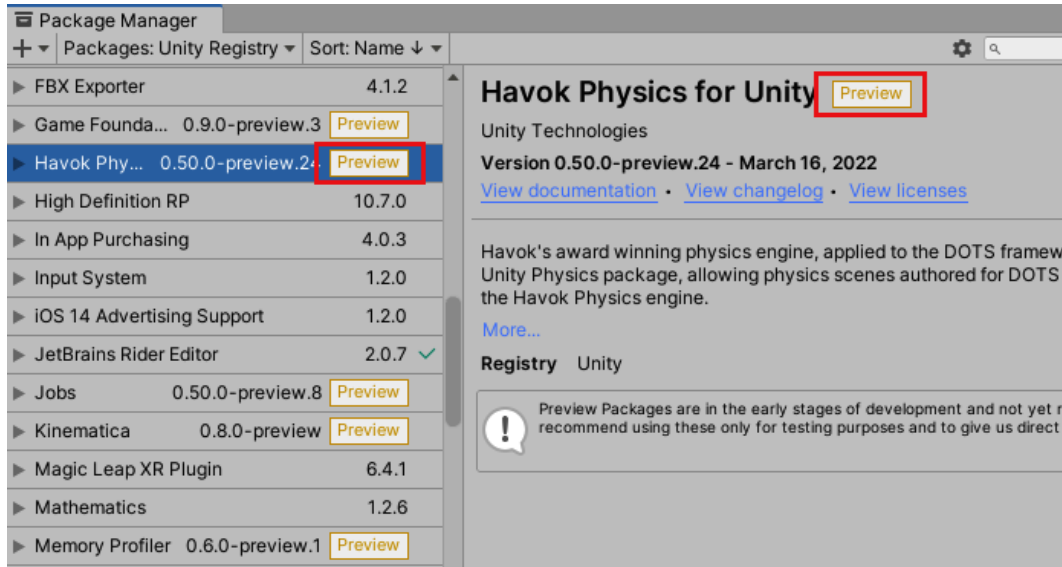 Package Manager
+ Packages: Unity Registry Sort: Name ↓
FBX Exporter 4.1.2
Game Founda... 0.9.0-preview.3 Preview
Havok Phy... 0.50.0-preview.24 Preview
High Definition RP 10.7.0
In App Purchasing 4.0.3
Input System 1.2.0
iOS 14 Advertising Support 1.2.0
JetBrains Rider Editor 2.0.7
Jobs 0.50.0-preview.8 Preview
Kinematica 0.8.0-preview Preview
Magic Leap XR Plugin 6.4.1
Mathematics 1.2.6
Memory Profiler 0.6.0-preview.1 Preview
Havok Physics for Unity Preview
Unity Technologies
Version 0.50.0-preview.24 - March 16, 2022
View documentation • View changelog • View licenses
Havok's award winning physics engine, applied to the DOTS framew
Unity Physics package, allowing physics scenes authored for DOTS
the Havok Physics engine.
More...
Registry Unity
Preview Packages are in the early stages of development and not yet
recommend using these only for testing purposes and to give us direct